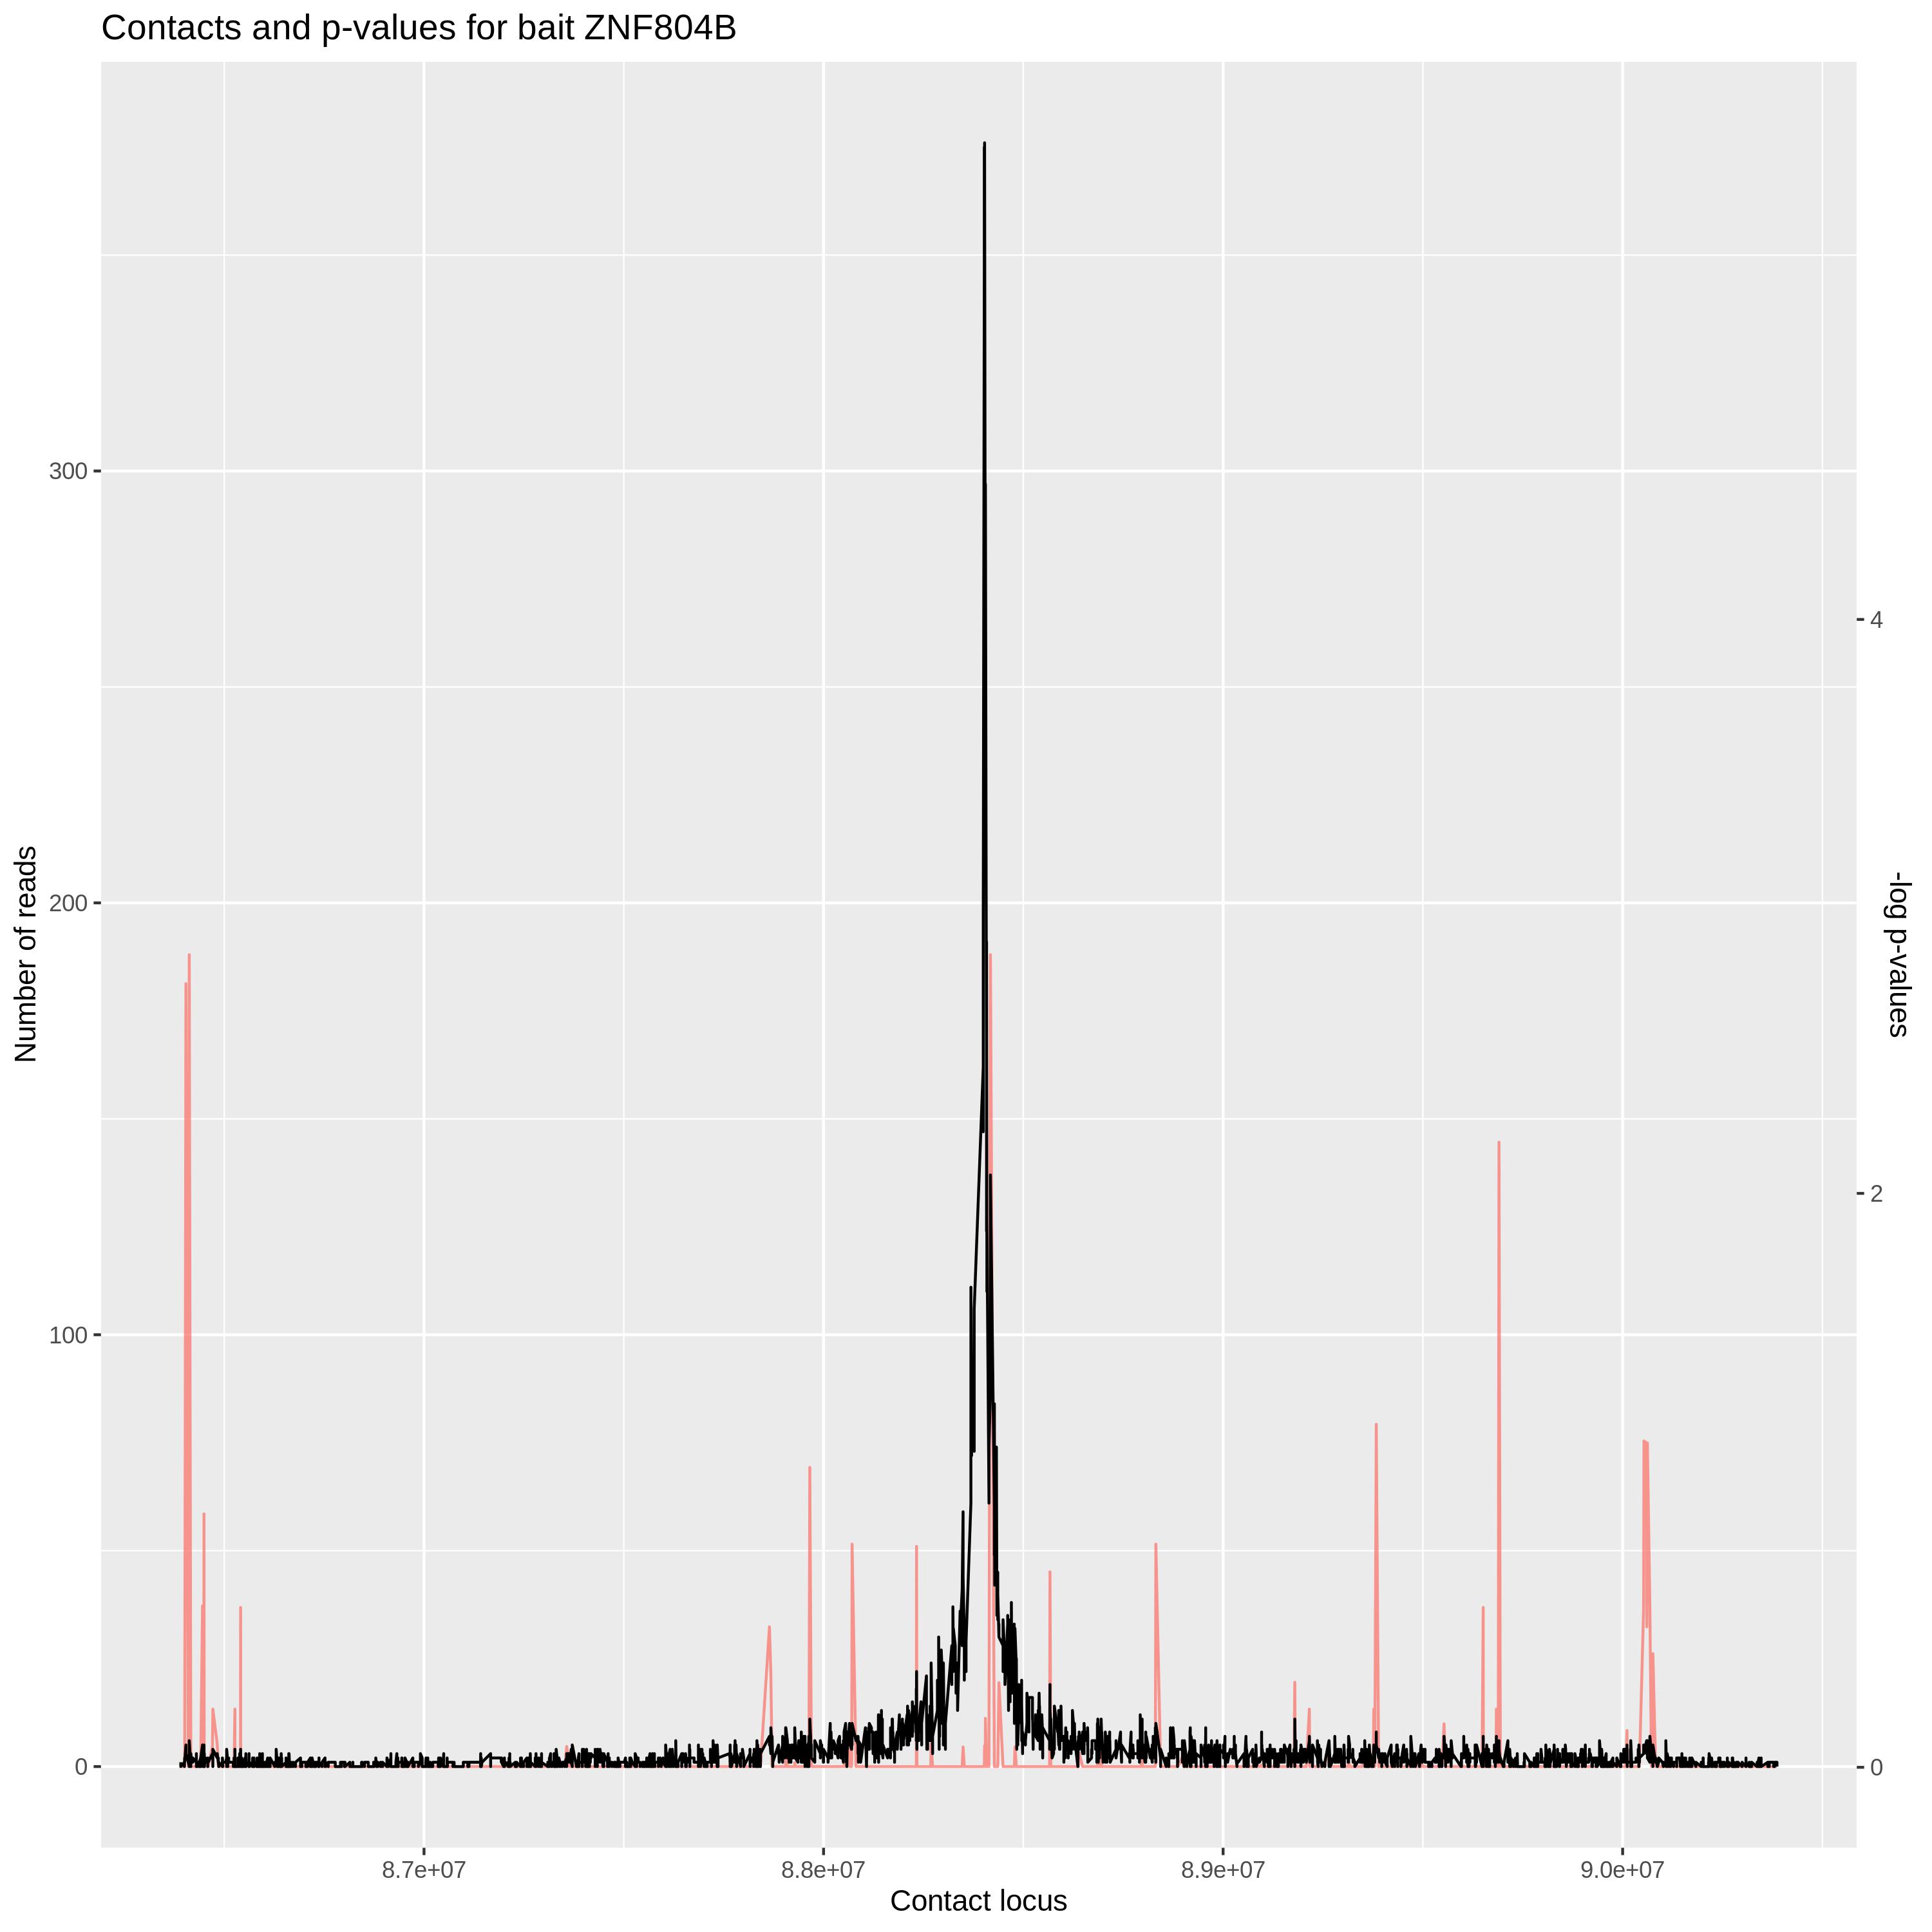 Contacts and p-values for bait ZNF804B
Number of reads
300
200
100
0
-log p-values
4
2
0
8.7e+07
8.8e+07
8.9e+07
9.0e+07
Contact locus